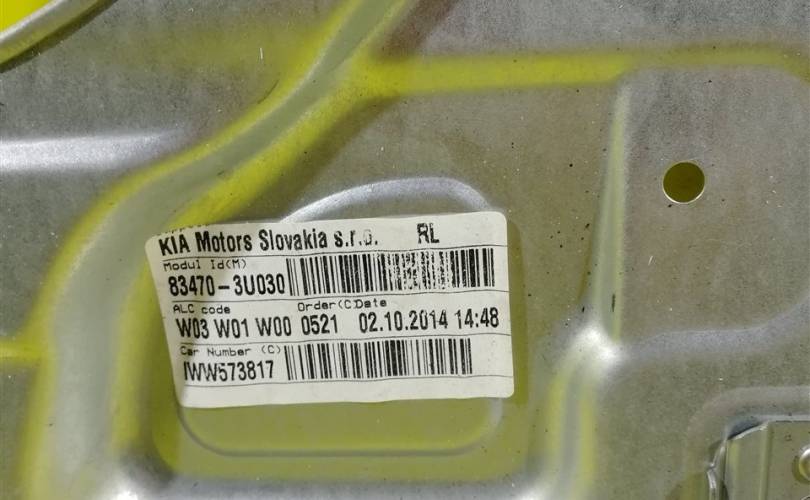 KIA Motors Slovakia s.r.o. RL
Modul Id(M)
83470-3U030
ALC code Order(C)Date
W03 W01 W00 0521 02.10.2014 14:48
Car Number (C)
IWW573817